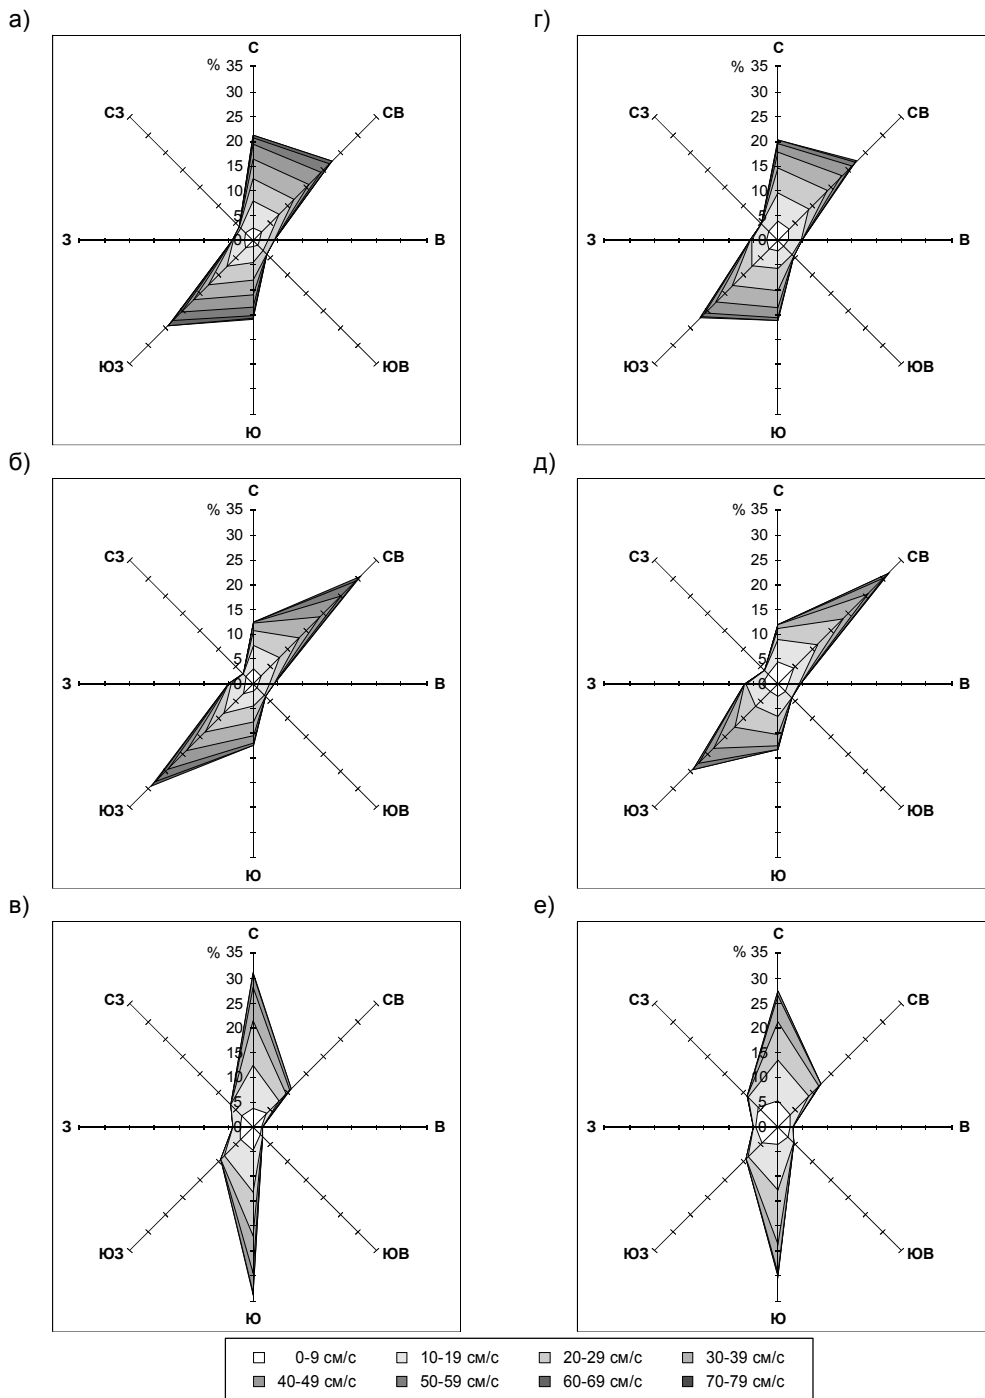 а)
С
% 35
30
25
20
15
10
5
0
СЗ
СВ
З
В
ЮЗ
ЮВ
Ю
г)
С
% 35
30
25
20
15
10
5
0
СЗ
СВ
З
В
ЮЗ
ЮВ
Ю
б)
С
% 35
30
25
20
15
10
5
0
СЗ
СВ
З
В
ЮЗ
ЮВ
Ю
д)
С
% 35
30
25
20
15
10
5
0
СЗ
СВ
З
В
ЮЗ
ЮВ
Ю
в)
С
% 35
30
25
20
15
10
5
0
СЗ
СВ
З
В
ЮЗ
ЮВ
Ю
е)
С
% 35
30
25
20
15
10
5
0
СЗ
СВ
З
В
ЮЗ
ЮВ
Ю
0-9 см/с 10-19 см/с 20-29 см/с 30-39 см/с
40-49 см/с 50-59 см/с 60-69 см/с 70-79 см/с